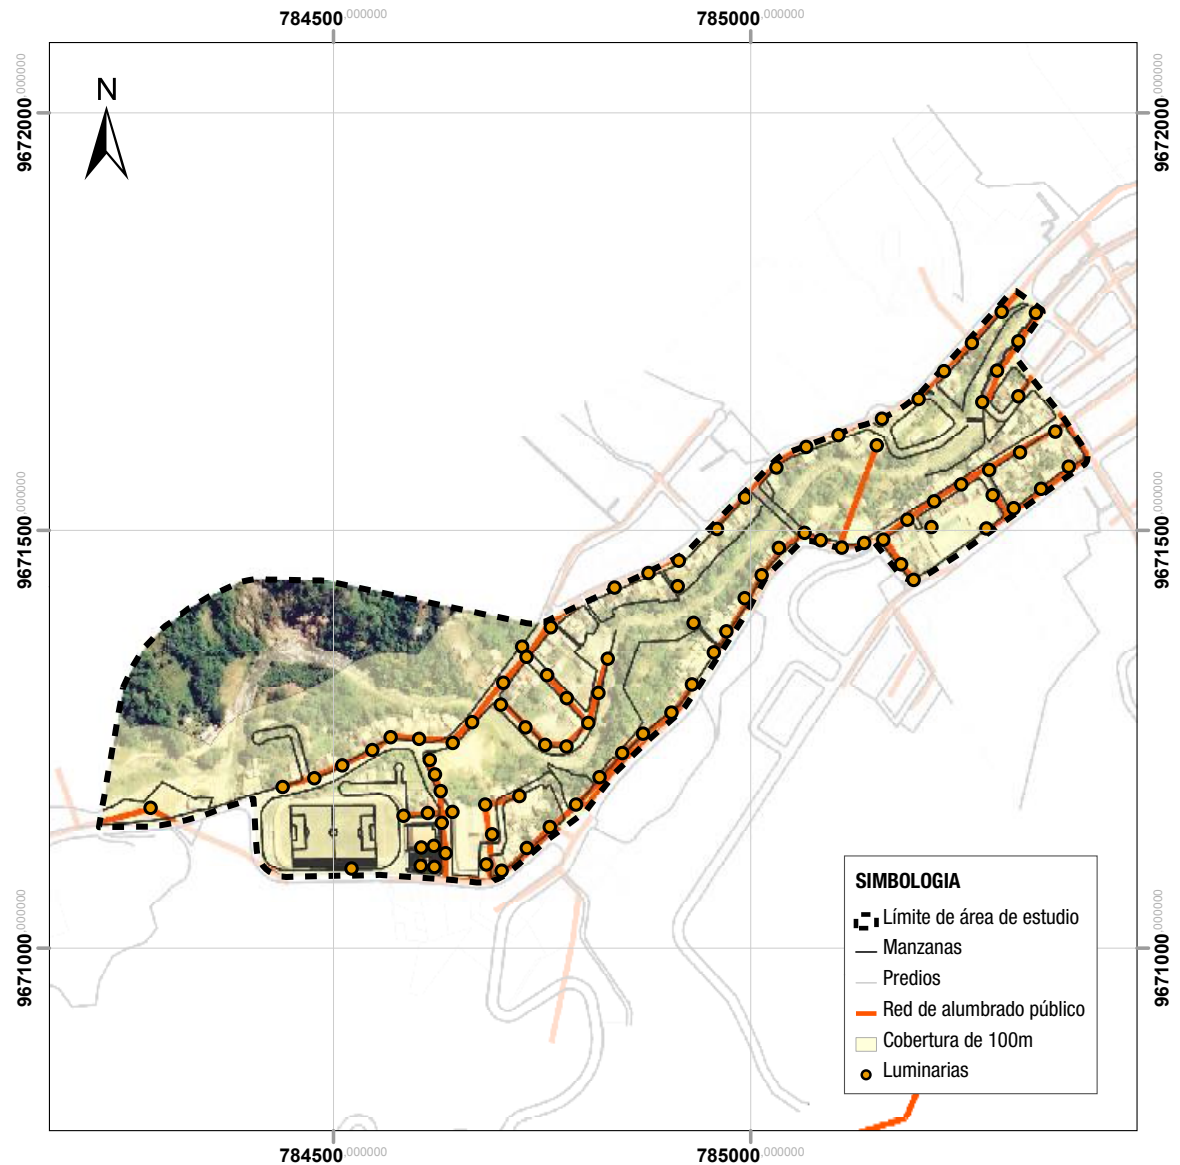 784500,000000 785000,000000
N
9672000,000000 9672000,000000
9671500,000000 9671500,000000
9671000,000000 9671000,000000
SIMBOLOGIA
Límite de área de estudio
Manzanas
Predios
Red de alumbrado público
Cobertura de 100m
Luminarias
784500,000000 785000,000000